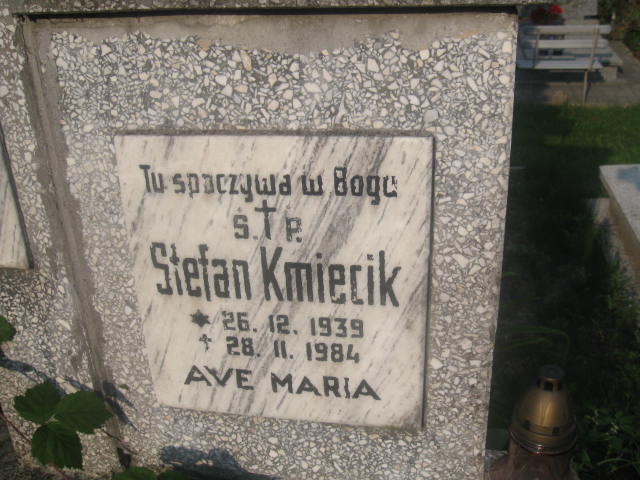 Tu spoczywa w Bogu
Ś. † P.
Stefan Kmiecik
* 26. 12. 1939
† 28. 11. 1984
AVE MARIA